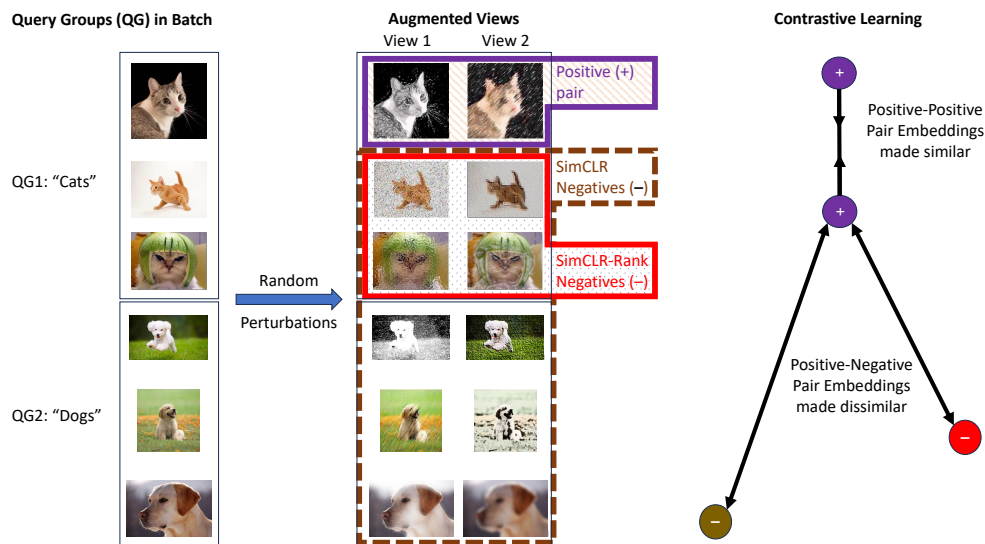 Query Groups (QG) in Batch
Augmented Views
Contrastive Learning
View 1
View 2
Positive (+)
pair
QG1: “Cats”
SimCLR
Negatives (–)
SimCLR-Rank
Negatives (–)
Random
Perturbations
QG2: “Dogs”
+
Positive-Positive
Pair Embeddings
made similar
+
Positive-Negative
Pair Embeddings
made dissimilar
–
–